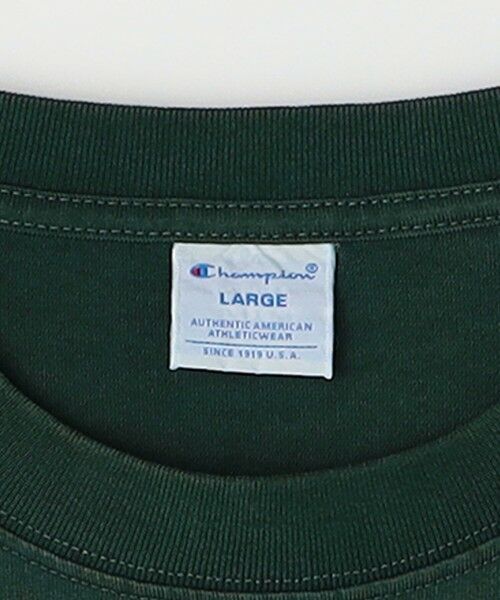 Champion®
LARGE
AUTHENTIC AMERICAN
ATHLETICWEAR
SINCE 1919 U.S.A.